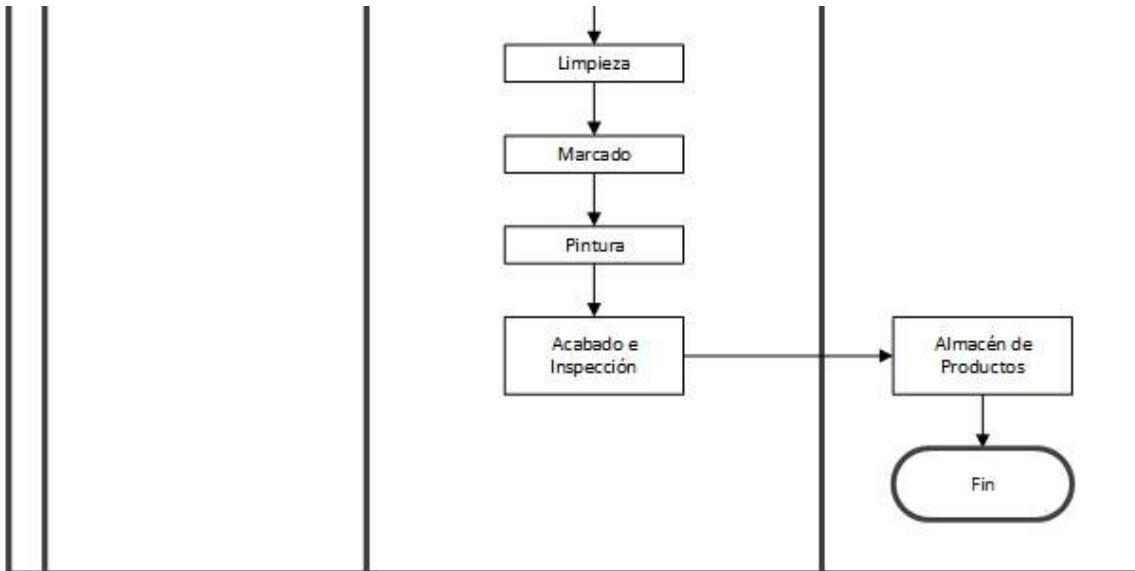 Limpieza
Marcado
Pintura
Acabado e
Inspección
Almacén de
Productos
Fin